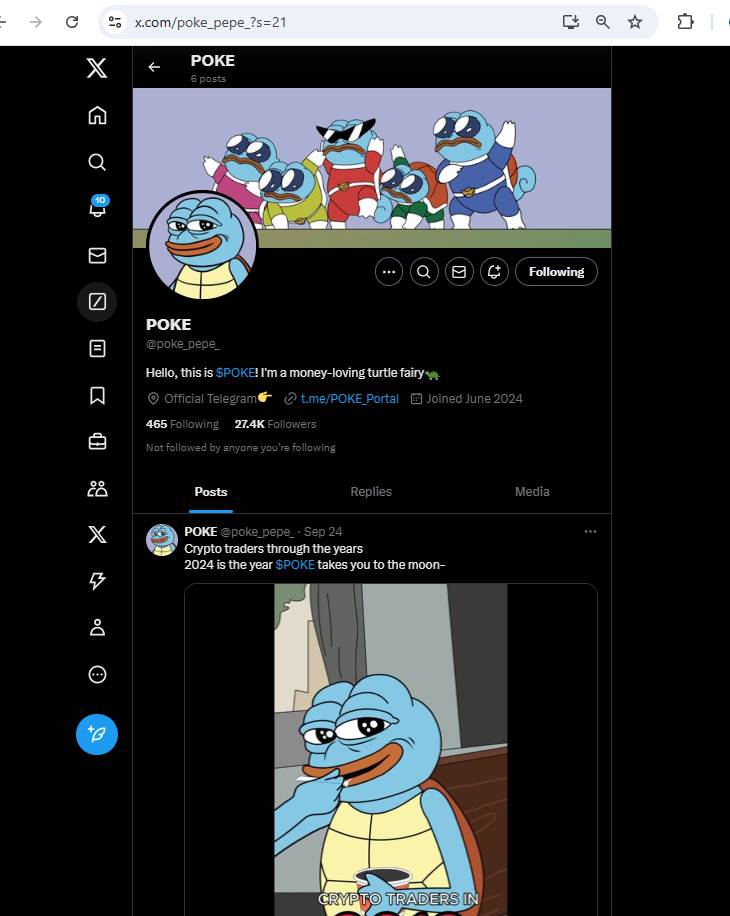 x.com/poke_pepe_?s=21
POKE
6 posts
10
Following
POKE
@poke_pepe_
Hello, this is $POKE! I'm a money-loving turtle fairy🐢
Official Telegram👉 t.me/POKE_Portal Joined June 2024
465 Following 27.4K Followers
Not followed by anyone you're following
Posts Replies Media
POKE @poke_pepe_ · Sep 24
Crypto traders through the years
2024 is the year $POKE takes you to the moon~
CRYPTO TRADERS IN